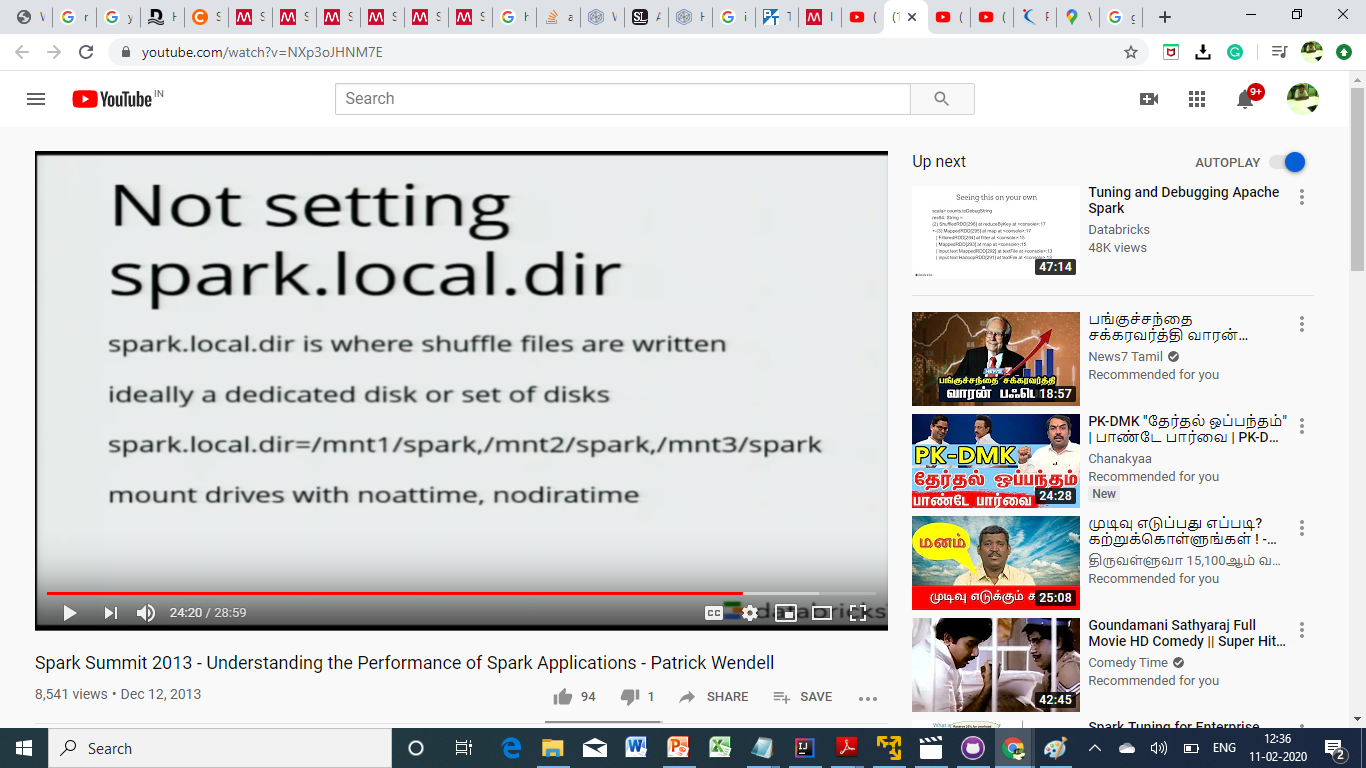 youtube.com/watch?v=NXp3oJHNM7E
YouTube IN
Search
9+
Not setting
spark.local.dir
spark.local.dir is where shuffle files are written
ideally a dedicated disk or set of disks
spark.local.dir=/mnt1/spark,/mnt2/spark,/mnt3/spark
mount drives with noattime, nodiratime
24:20 / 28:59
CC
databricks
Spark Summit 2013 - Understanding the Performance of Spark Applications - Patrick Wendell
8,541 views • Dec 12, 2013
94
1
SHARE
SAVE
Up next
AUTOPLAY
Seeing this on your own
47:14
Tuning and Debugging Apache
Spark
Databricks
48K views
பங்குச்சந்தை சக்கரவர்த்தி
வாரன் பஃபெ
18:57
பங்குச்சந்தை
சக்கரவர்த்தி வாரன்...
News7 Tamil
Recommended for you
PK-DMK
தேர்தல் ஒப்பந்தம்
பாண்டே பார்வை
24:28
PK-DMK "தேர்தல் ஒப்பந்தம்"
| பாண்டே பார்வை | PK-D...
Chanakyaa
Recommended for you
New
மனம்
முடிவு எடுக்கும்
25:08
முடிவு எடுப்பது எப்படி?
கற்றுக்கொள்ளுங்கள் ! -...
திருவள்ளுவா 15,100ஆம் வ...
Recommended for you
42:45
Goundamani Sathyaraj Full
Movie HD Comedy || Super Hit...
Comedy Time
Recommended for you
Spark Tuning for Enterprise
Search
ENG
12:36
11-02-2020
2